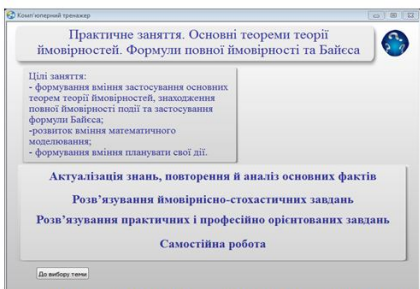 Комп'ютерний тренажер
Практичне заняття. Основні теореми теорії
ймовірностей. Формули повної ймовірності та Байєса
Цілі заняття:
- формування вміння застосування основних
теорем теорії ймовірностей, знаходження
повної ймовірності події та застосування
формули Байєса;
-розвиток вміння математичного
моделювання;
- формування вміння планувати свої дії.
Актуалізація знань, повторення й аналіз основних фактів
Розв’язування ймовірнісно-стохастичних завдань
Розв’язування практичних і професійно орієнтованих завдань
Самостійна робота
До вибору теми